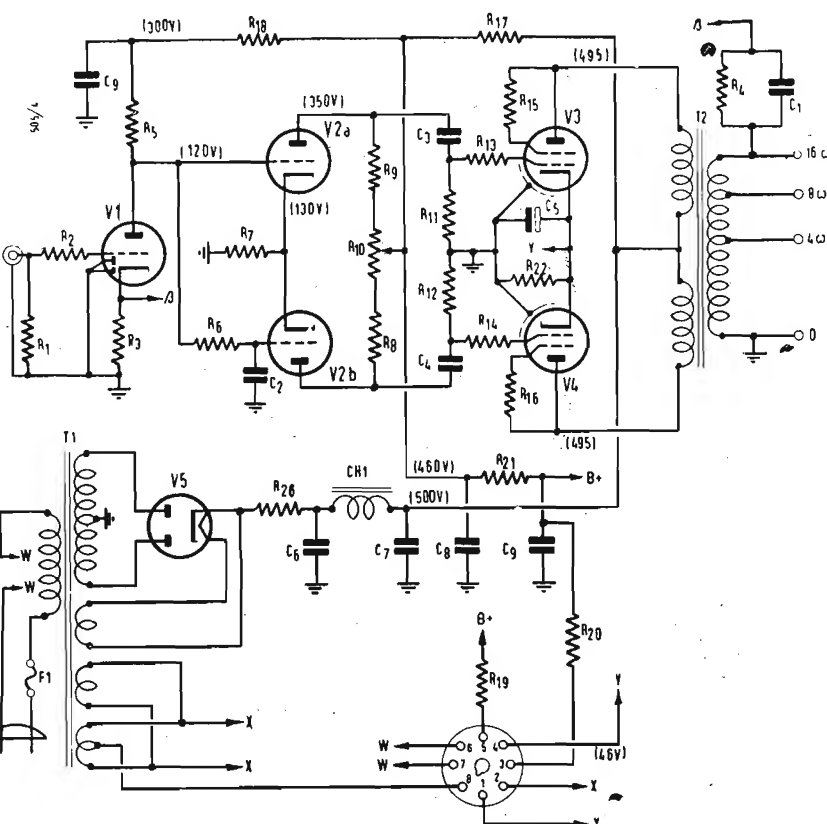 (300V)
R18
R17
β
C9
(495)
R4
C1
505/4
R5
(350V)
R15
V3
T2
V2a
C3
(120V)
R9
R13
16 ω
V1
(130V)
R11
C5
8 ω
R2
R7
R10
Y
4 ω
R22
β
R12
R1
R3
R6
R14
R8
C4
C2
V2b
V4
0
R16
(495)
T1
V5
CH1
(460V)
R21
B+
R26
(500V)
W
C6
C7
C8
C9
W
B+
R20
F1
R19
Y
X
W
6
5
4
(46V)
W
7
3
X
8
1
2
X